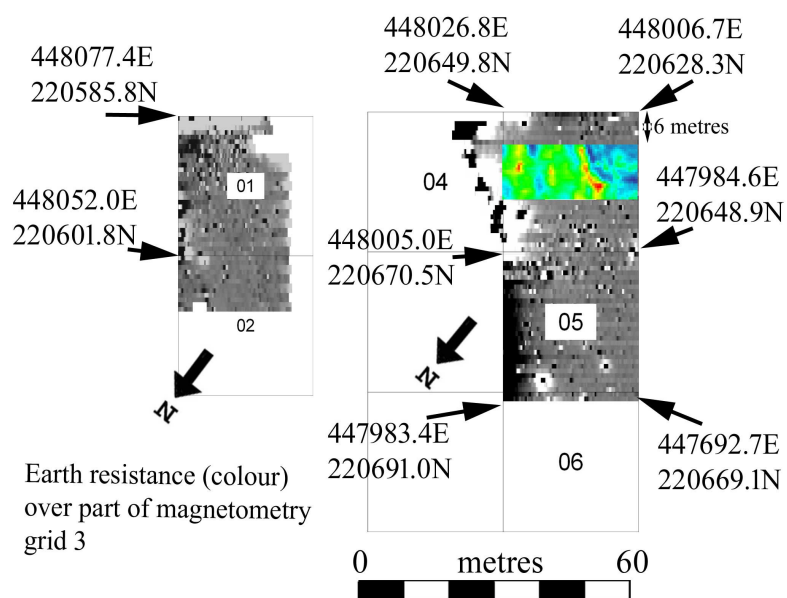 448077.4E
220585.8N
448026.8E
220649.8N
448006.7E
220628.3N
6 metres
01
04
448052.0E
220601.8N
447984.6E
220648.9N
448005.0E
220670.5N
02
05
N
N
447983.4E
220691.0N
447692.7E
220669.1N
06
Earth resistance (colour)
over part of magnetometry
grid 3
0 metres 60